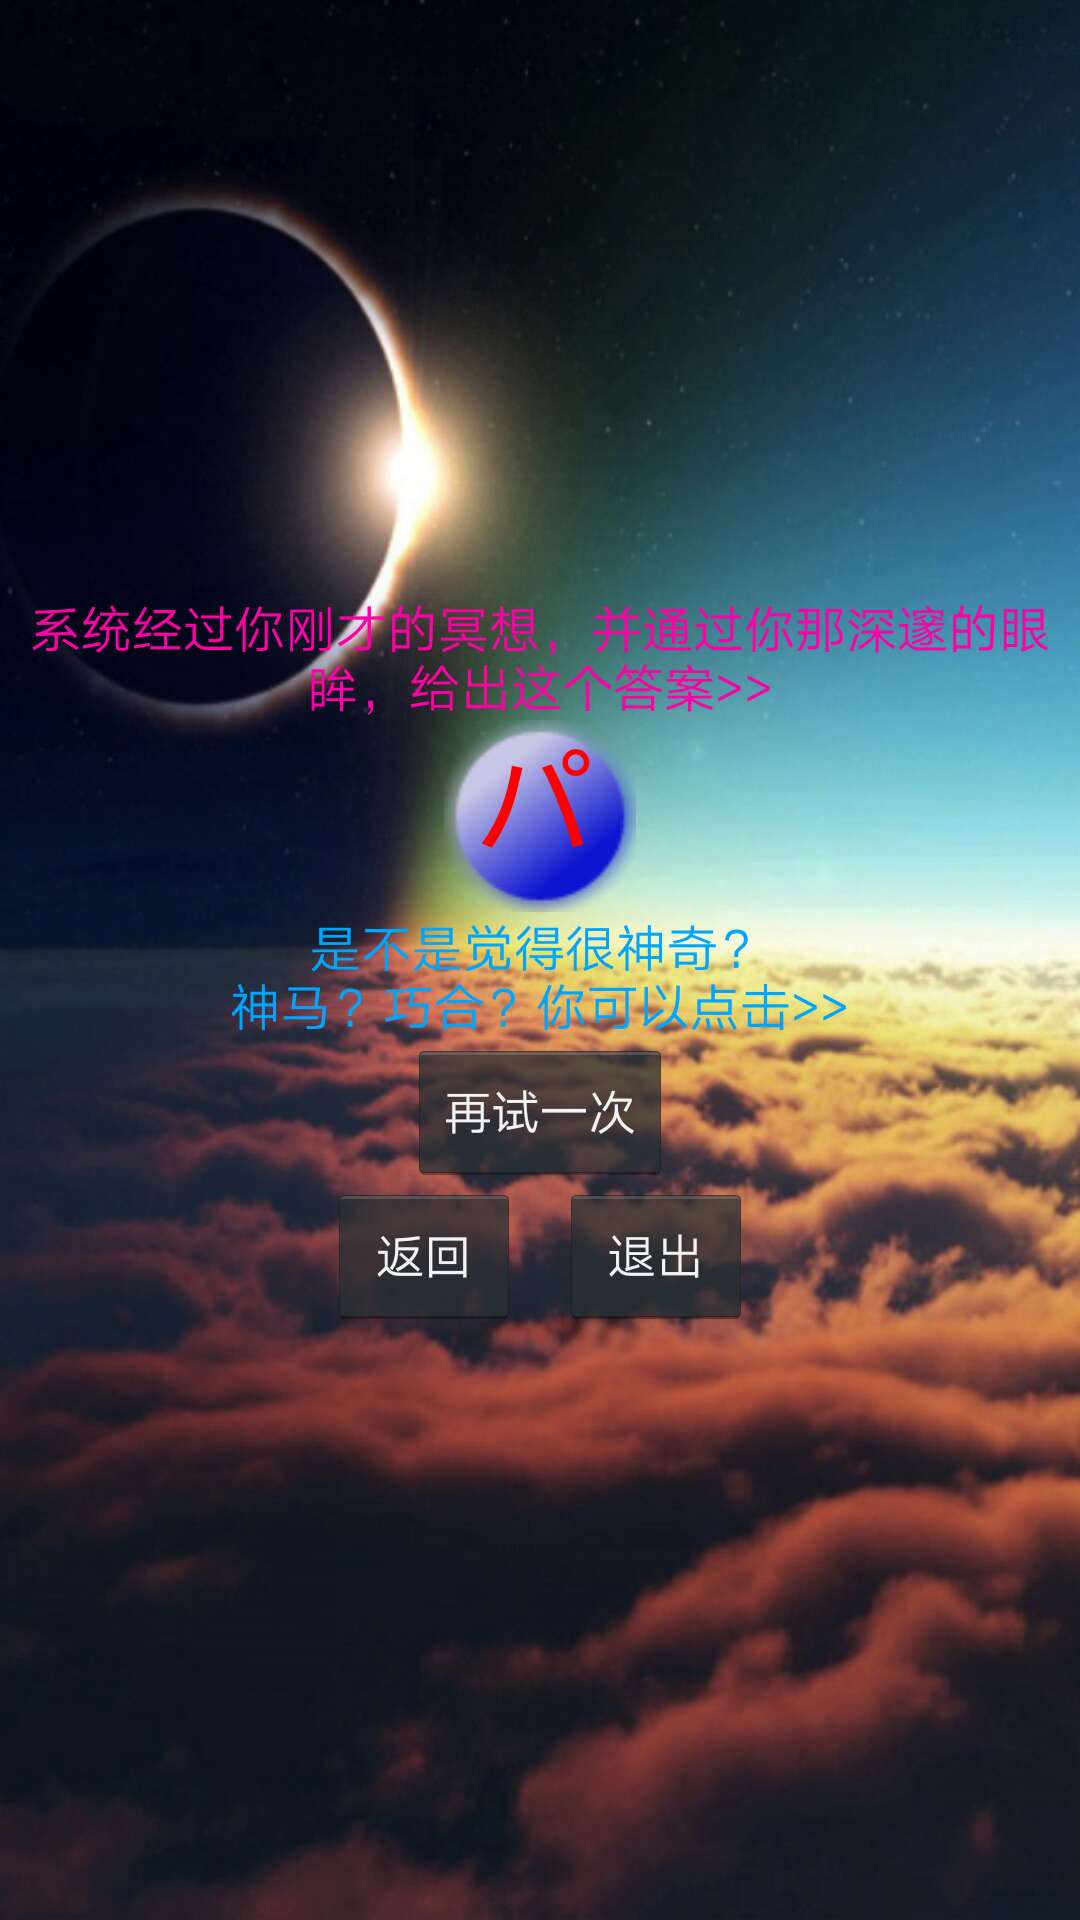 系统经过你刚才的冥想，并通过你那深邃的眼
眸，给出这个答案>>
パ
是不是觉得很神奇？
神马？巧合？你可以点击>>
再试一次
返回 退出